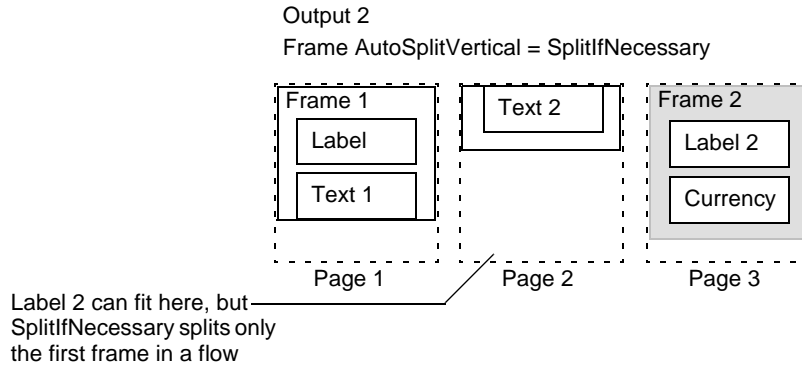 Output 2
Frame AutoSplitVertical = SplitIfNecessary
Frame 1
Label
Text 1
Page 1
Text 2
Page 2
Frame 2
Label 2
Currency
Page 3
Label 2 can fit here, but
SplitIfNecessary splits only
the first frame in a flow